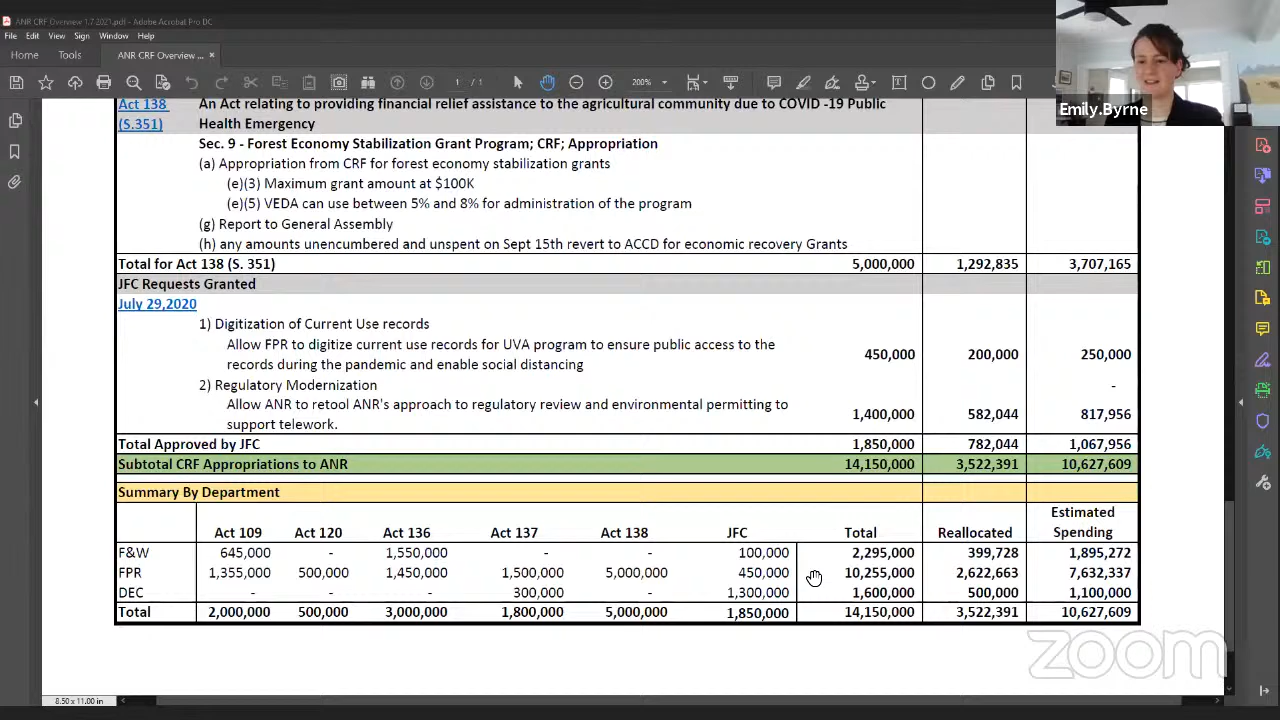 ANR CRF Overview 1.7.2021.pdf - Adobe Acrobat Pro DC
File Edit View Sign Window Help
Home Tools ANR CRF Overview ... ×
1 / 1 200%
Emily.Byrne
Act 138 An Act relating to providing financial relief assistance to the agricultural community due to COVID -19 Public
(S.351) Health Emergency
Sec. 9 - Forest Economy Stabilization Grant Program; CRF; Appropriation
(a) Appropriation from CRF for forest economy stabilization grants
(e)(3) Maximum grant amount at $100K
(e)(5) VEDA can use between 5% and 8% for administration of the program
(g) Report to General Assembly
(h) any amounts unencumbered and unspent on Sept 15th revert to ACCD for economic recovery Grants
Total for Act 138 (S. 351) 5,000,000 1,292,835 3,707,165
JFC Requests Granted
July 29,2020
1) Digitization of Current Use records
Allow FPR to digitize current use records for UVA program to ensure public access to the
records during the pandemic and enable social distancing 450,000 200,000 250,000
2) Regulatory Modernization -
Allow ANR to retool ANR's approach to regulatory review and environmental permitting to
support telework. 1,400,000 582,044 817,956
Total Approved by JFC 1,850,000 782,044 1,067,956
Subtotal CRF Appropriations to ANR 14,150,000 3,522,391 10,627,609
Summary By Department
Act 109 Act 120 Act 136 Act 137 Act 138 JFC Total Reallocated Estimated Spending
F&W 645,000 - 1,550,000 - - 100,000 2,295,000 399,728 1,895,272
FPR 1,355,000 500,000 1,450,000 1,500,000 5,000,000 450,000 10,255,000 2,622,663 7,632,337
DEC - - - 300,000 - 1,300,000 1,600,000 500,000 1,100,000
Total 2,000,000 500,000 3,000,000 1,800,000 5,000,000 1,850,000 14,150,000 3,522,391 10,627,609
zoom
8.50 x 11.00 in